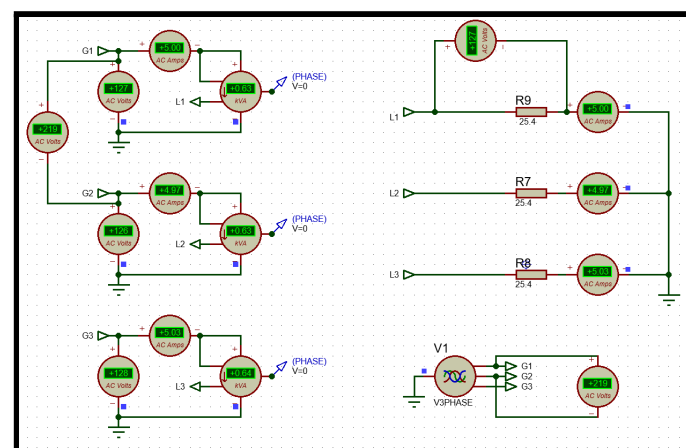 G1
+
+5.00
AC Amps
−
+
+127
AC Volts
−
+
+0.63
kVA
−
(PHASE)
V=0
L1
+
+219
AC Volts
−
G2
+
+4.97
AC Amps
−
+
+126
AC Volts
−
+
+0.63
kVA
−
(PHASE)
V=0
L2
G3
+
+5.03
AC Amps
−
+
+128
AC Volts
−
+
+0.64
kVA
−
(PHASE)
V=0
L3
+
+127
AC Volts
L1
R9
25.4
+
+5.00
AC Amps
−
L2
R7
25.4
+
+4.97
AC Amps
−
L3
R8
25.4
+
+5.03
AC Amps
−
V1
V3PHASE
G1
G2
G3
+
+219
AC Volts
−